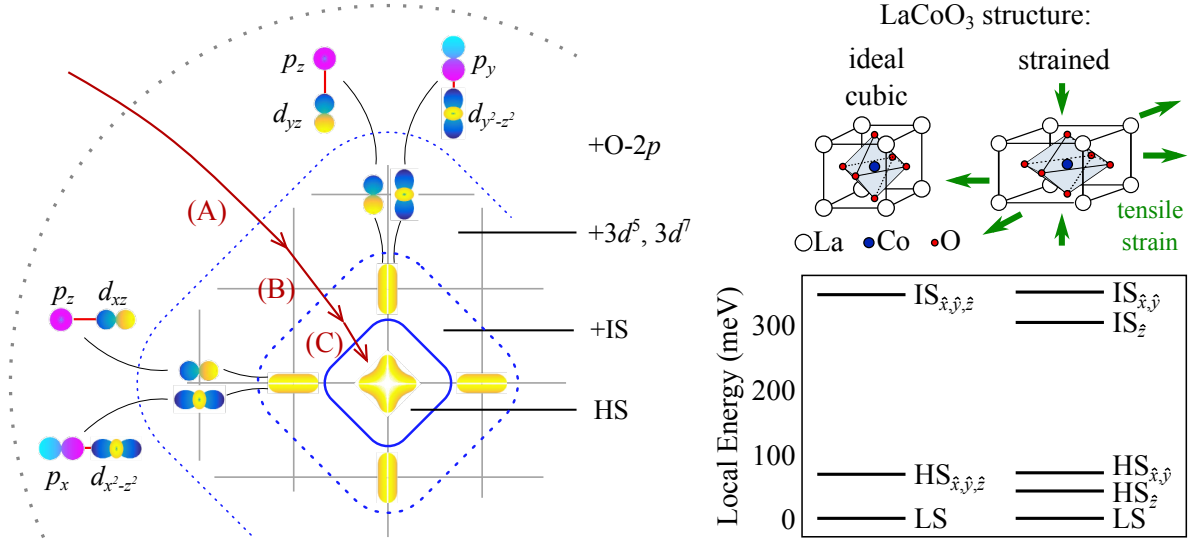 p_z
d_yz
p_y
d_y²-z²
+O-2p
(A)
+3d⁵, 3d⁷
(B)
p_z
d_xz
+IS
(C)
HS
p_x
d_x²-z²
LaCoO₃ structure:
ideal
cubic
strained
tensile
strain
La
Co
O
Local Energy (meV)
300
200
100
0
IS_x̂,ŷ,ẑ
HS_x̂,ŷ,ẑ
LS
IS_x̂,ŷ
IS_ẑ
HS_x̂,ŷ
HS_ẑ
LS